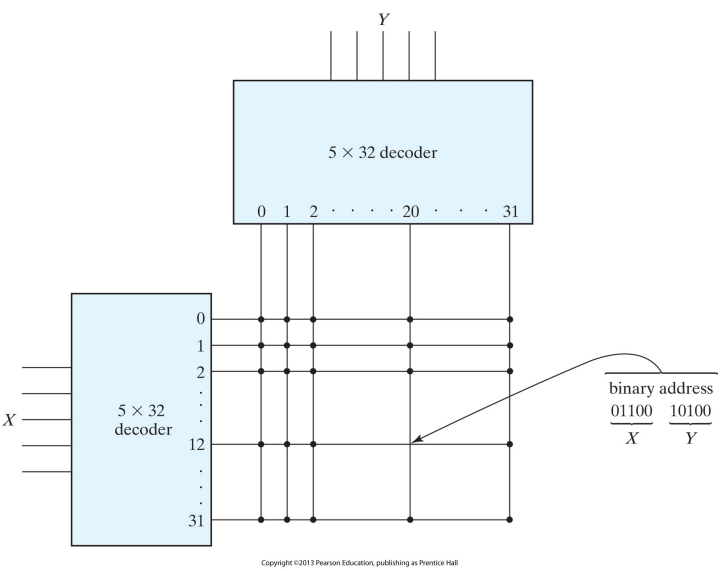 Y
5 × 32 decoder
0 1 2 · · · · 20 · · · 31
X
5 × 32
decoder
0
1
2
·
·
·
12
·
·
·
31
binary address
01100 10100
X Y
Copyright ©2013 Pearson Education, publishing as Prentice Hall